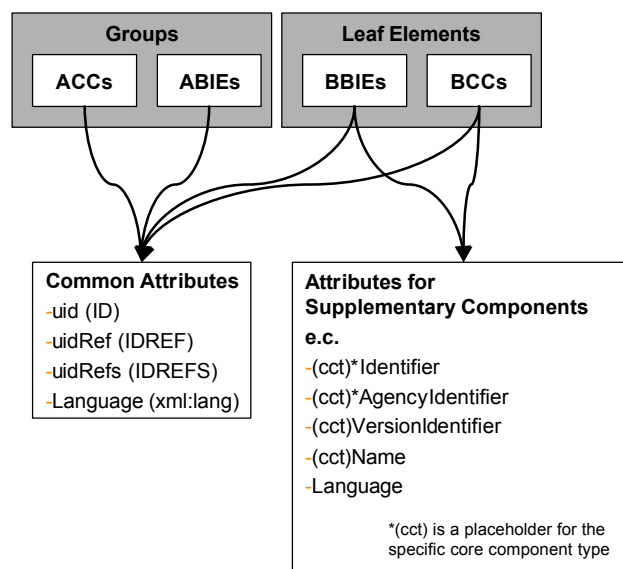 Groups
Leaf Elements
ACCs
ABIEs
BBIEs
BCCs
Common Attributes
-uid (ID)
-uidRef (IDREF)
-uidRefs (IDREFS)
-Language (xml:lang)
Attributes for
Supplementary Components
e.c.
-(cct)*Identifier
-(cct)*AgencyIdentifier
-(cct)VersionIdentifier
-(cct)Name
-Language
*(cct) is a placeholder for the
specific core component type